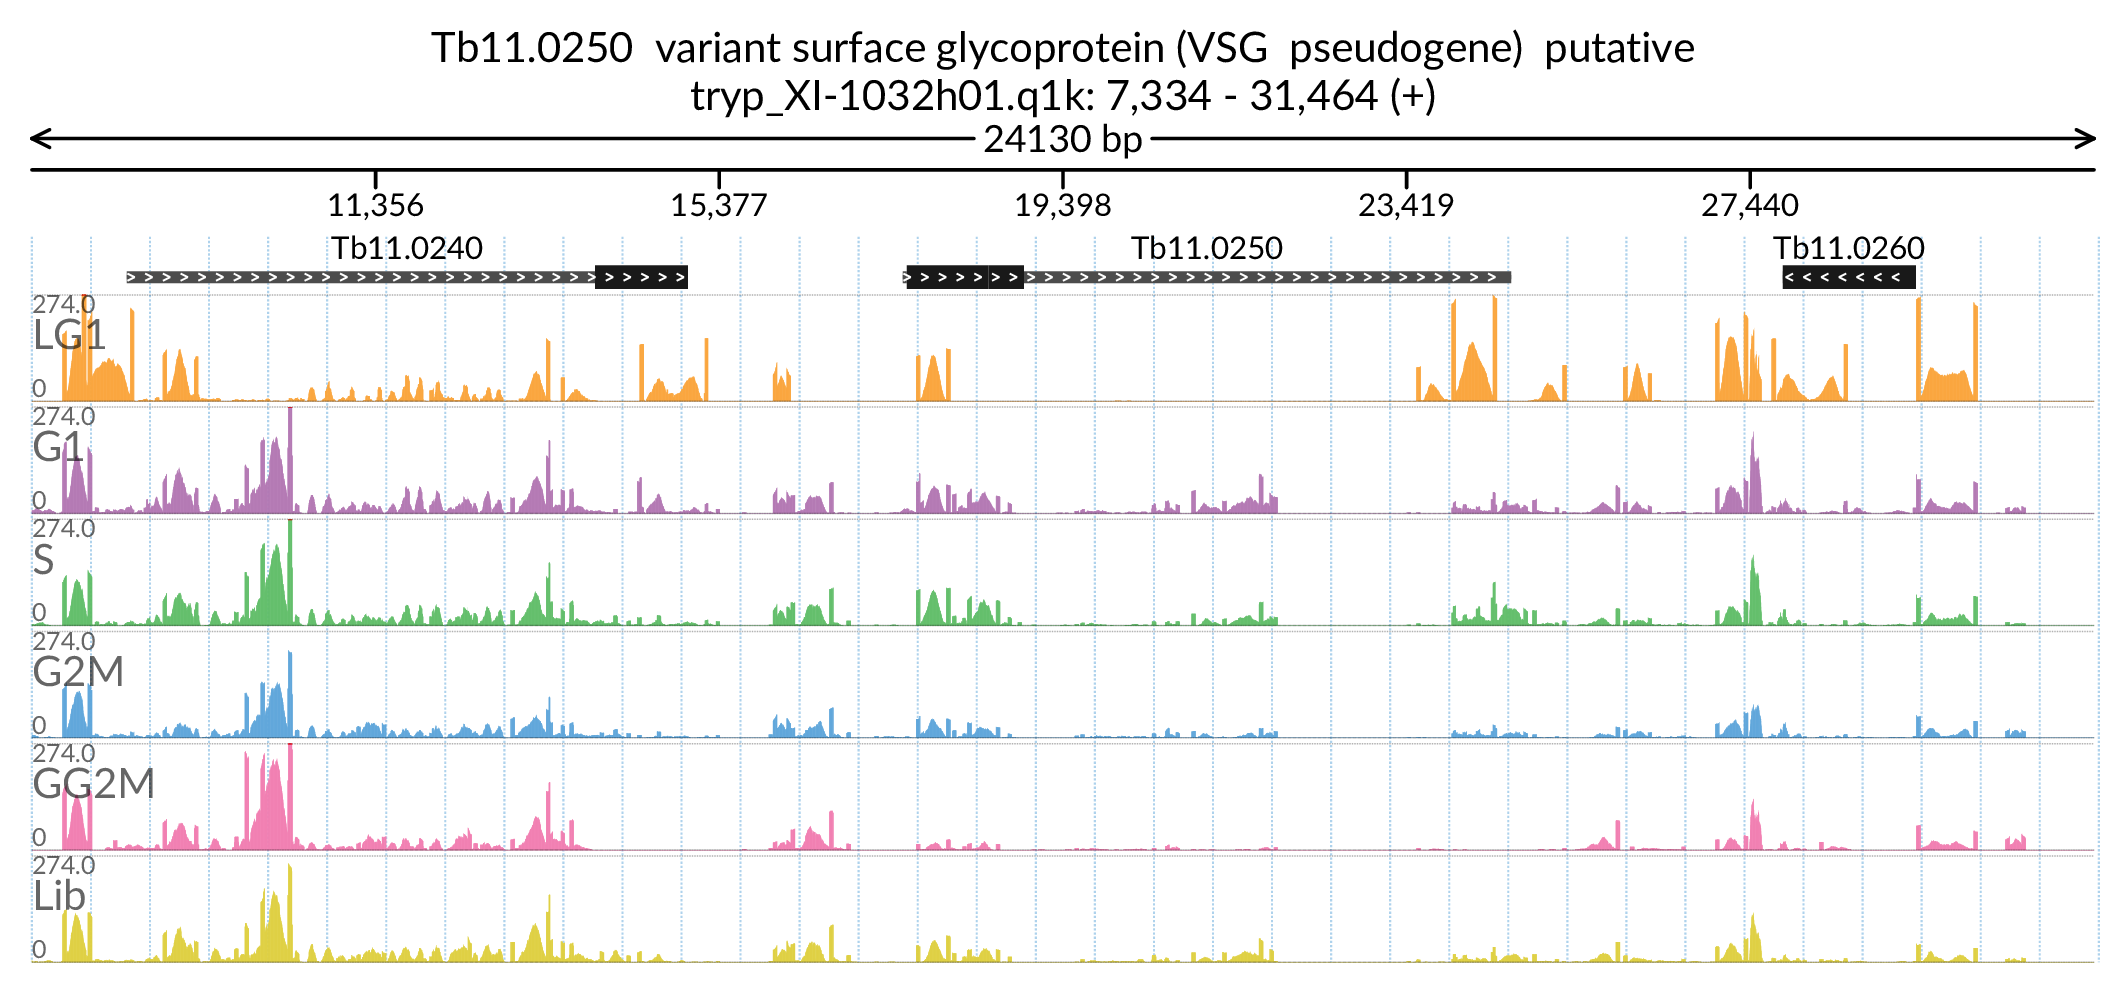 Tb11.0250 variant surface glycoprotein (VSG pseudogene) putative
tryp_XI-1032h01.q1k: 7,334 - 31,464 (+)
24130 bp
11,356 15,377 19,398 23,419 27,440
Tb11.0240 Tb11.0250 Tb11.0260
274.0
LG1
0
274.0
G1
0
274.0
S
0
274.0
G2M
0
274.0
GG2M
0
274.0
Lib
0